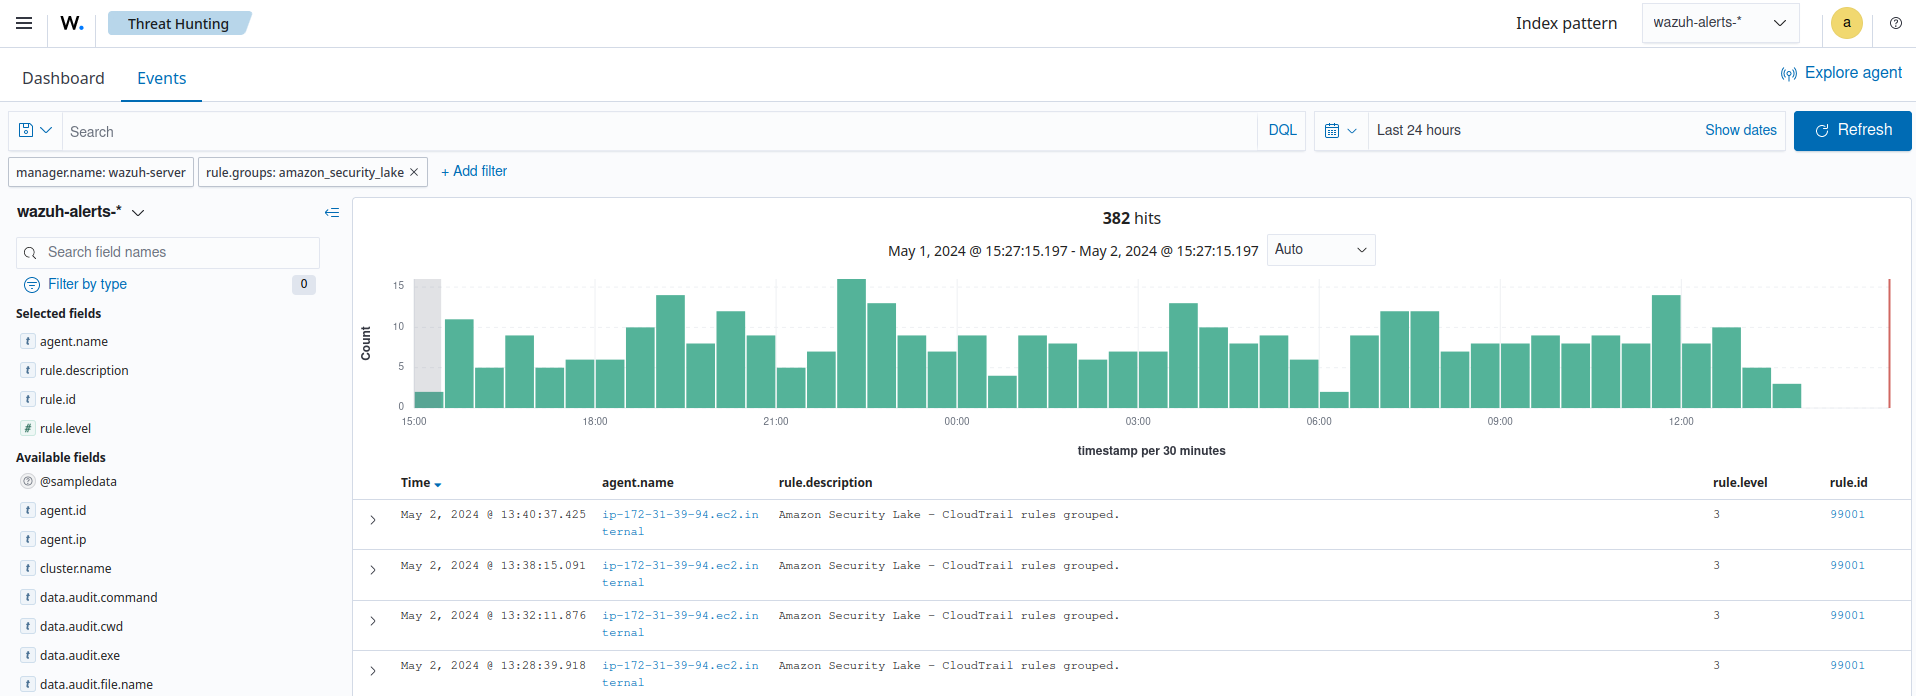 W.
Threat Hunting
Index pattern
wazuh-alerts-*
a
Dashboard
Events
Explore agent
Search
DQL
Last 24 hours
Show dates
Refresh
manager.name: wazuh-server
rule.groups: amazon_security_lake ×
+ Add filter
wazuh-alerts-*
Search field names
Filter by type
0
Selected fields
t agent.name
t rule.description
t rule.id
# rule.level
Available fields
@sampledata
t agent.id
t agent.ip
t cluster.name
t data.audit.command
t data.audit.cwd
t data.audit.exe
t data.audit.file.name
382 hits
May 1, 2024 @ 15:27:15.197 - May 2, 2024 @ 15:27:15.197
Auto
Count
15
10
5
0
15:00
18:00
21:00
00:00
03:00
06:00
09:00
12:00
timestamp per 30 minutes
Time
agent.name
rule.description
rule.level
rule.id
May 2, 2024 @ 13:40:37.425
ip-172-31-39-94.ec2.in
ternal
Amazon Security Lake - CloudTrail rules grouped.
3
99001
May 2, 2024 @ 13:38:15.091
ip-172-31-39-94.ec2.in
ternal
Amazon Security Lake - CloudTrail rules grouped.
3
99001
May 2, 2024 @ 13:32:11.876
ip-172-31-39-94.ec2.in
ternal
Amazon Security Lake - CloudTrail rules grouped.
3
99001
May 2, 2024 @ 13:28:39.918
ip-172-31-39-94.ec2.in
ternal
Amazon Security Lake - CloudTrail rules grouped.
3
99001